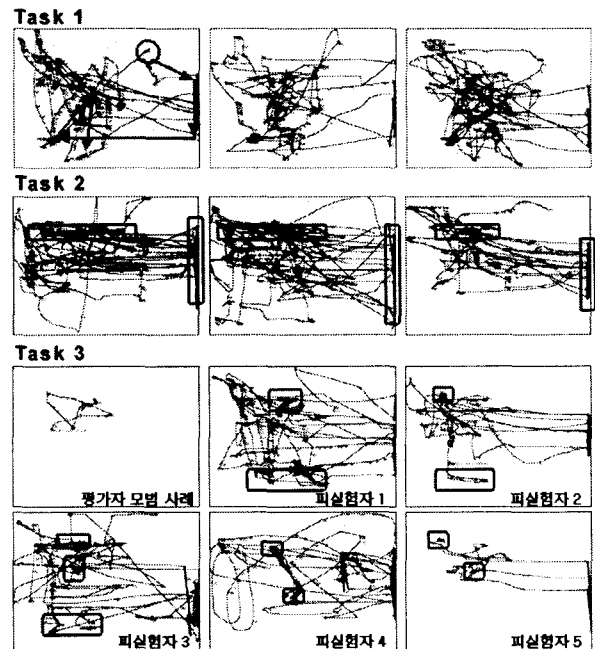 Task 1
Task 2
Task 3
평가자 모범 사례
피실험자 1
피실험자 2
피실험자 3
피실험자 4
피실험자 5